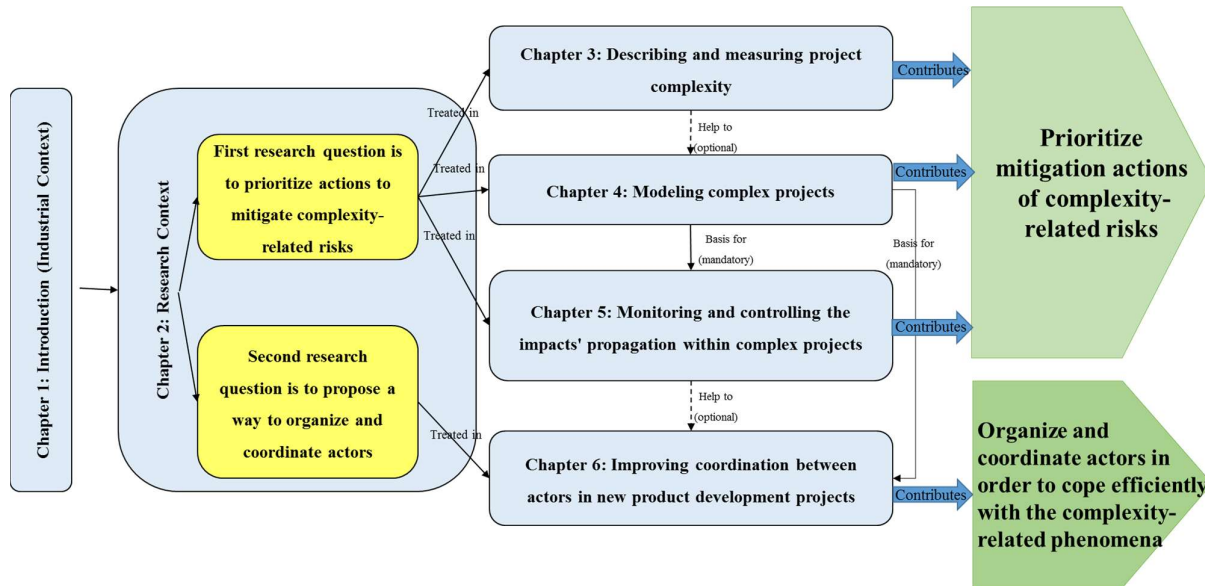 Chapter 1: Introduction (Industrial Context)
Chapter 2: Research Context
First research question is
to prioritize actions to
mitigate complexity-
related risks
Second research
question is to propose a
way to organize and
coordinate actors
Treated in
Treated in
Treated in
Treated in
Chapter 3: Describing and measuring project
complexity
Help to
(optional)
Chapter 4: Modeling complex projects
Basis for
(mandatory)
Basis for
(mandatory)
Chapter 5: Monitoring and controlling the
impacts' propagation within complex projects
Help to
(optional)
Chapter 6: Improving coordination between
actors in new product development projects
Contributes
Contributes
Contributes
Contributes
Prioritize
mitigation actions
of complexity-
related risks
Organize and
coordinate actors in
order to cope efficiently
with the complexity-
related phenomena